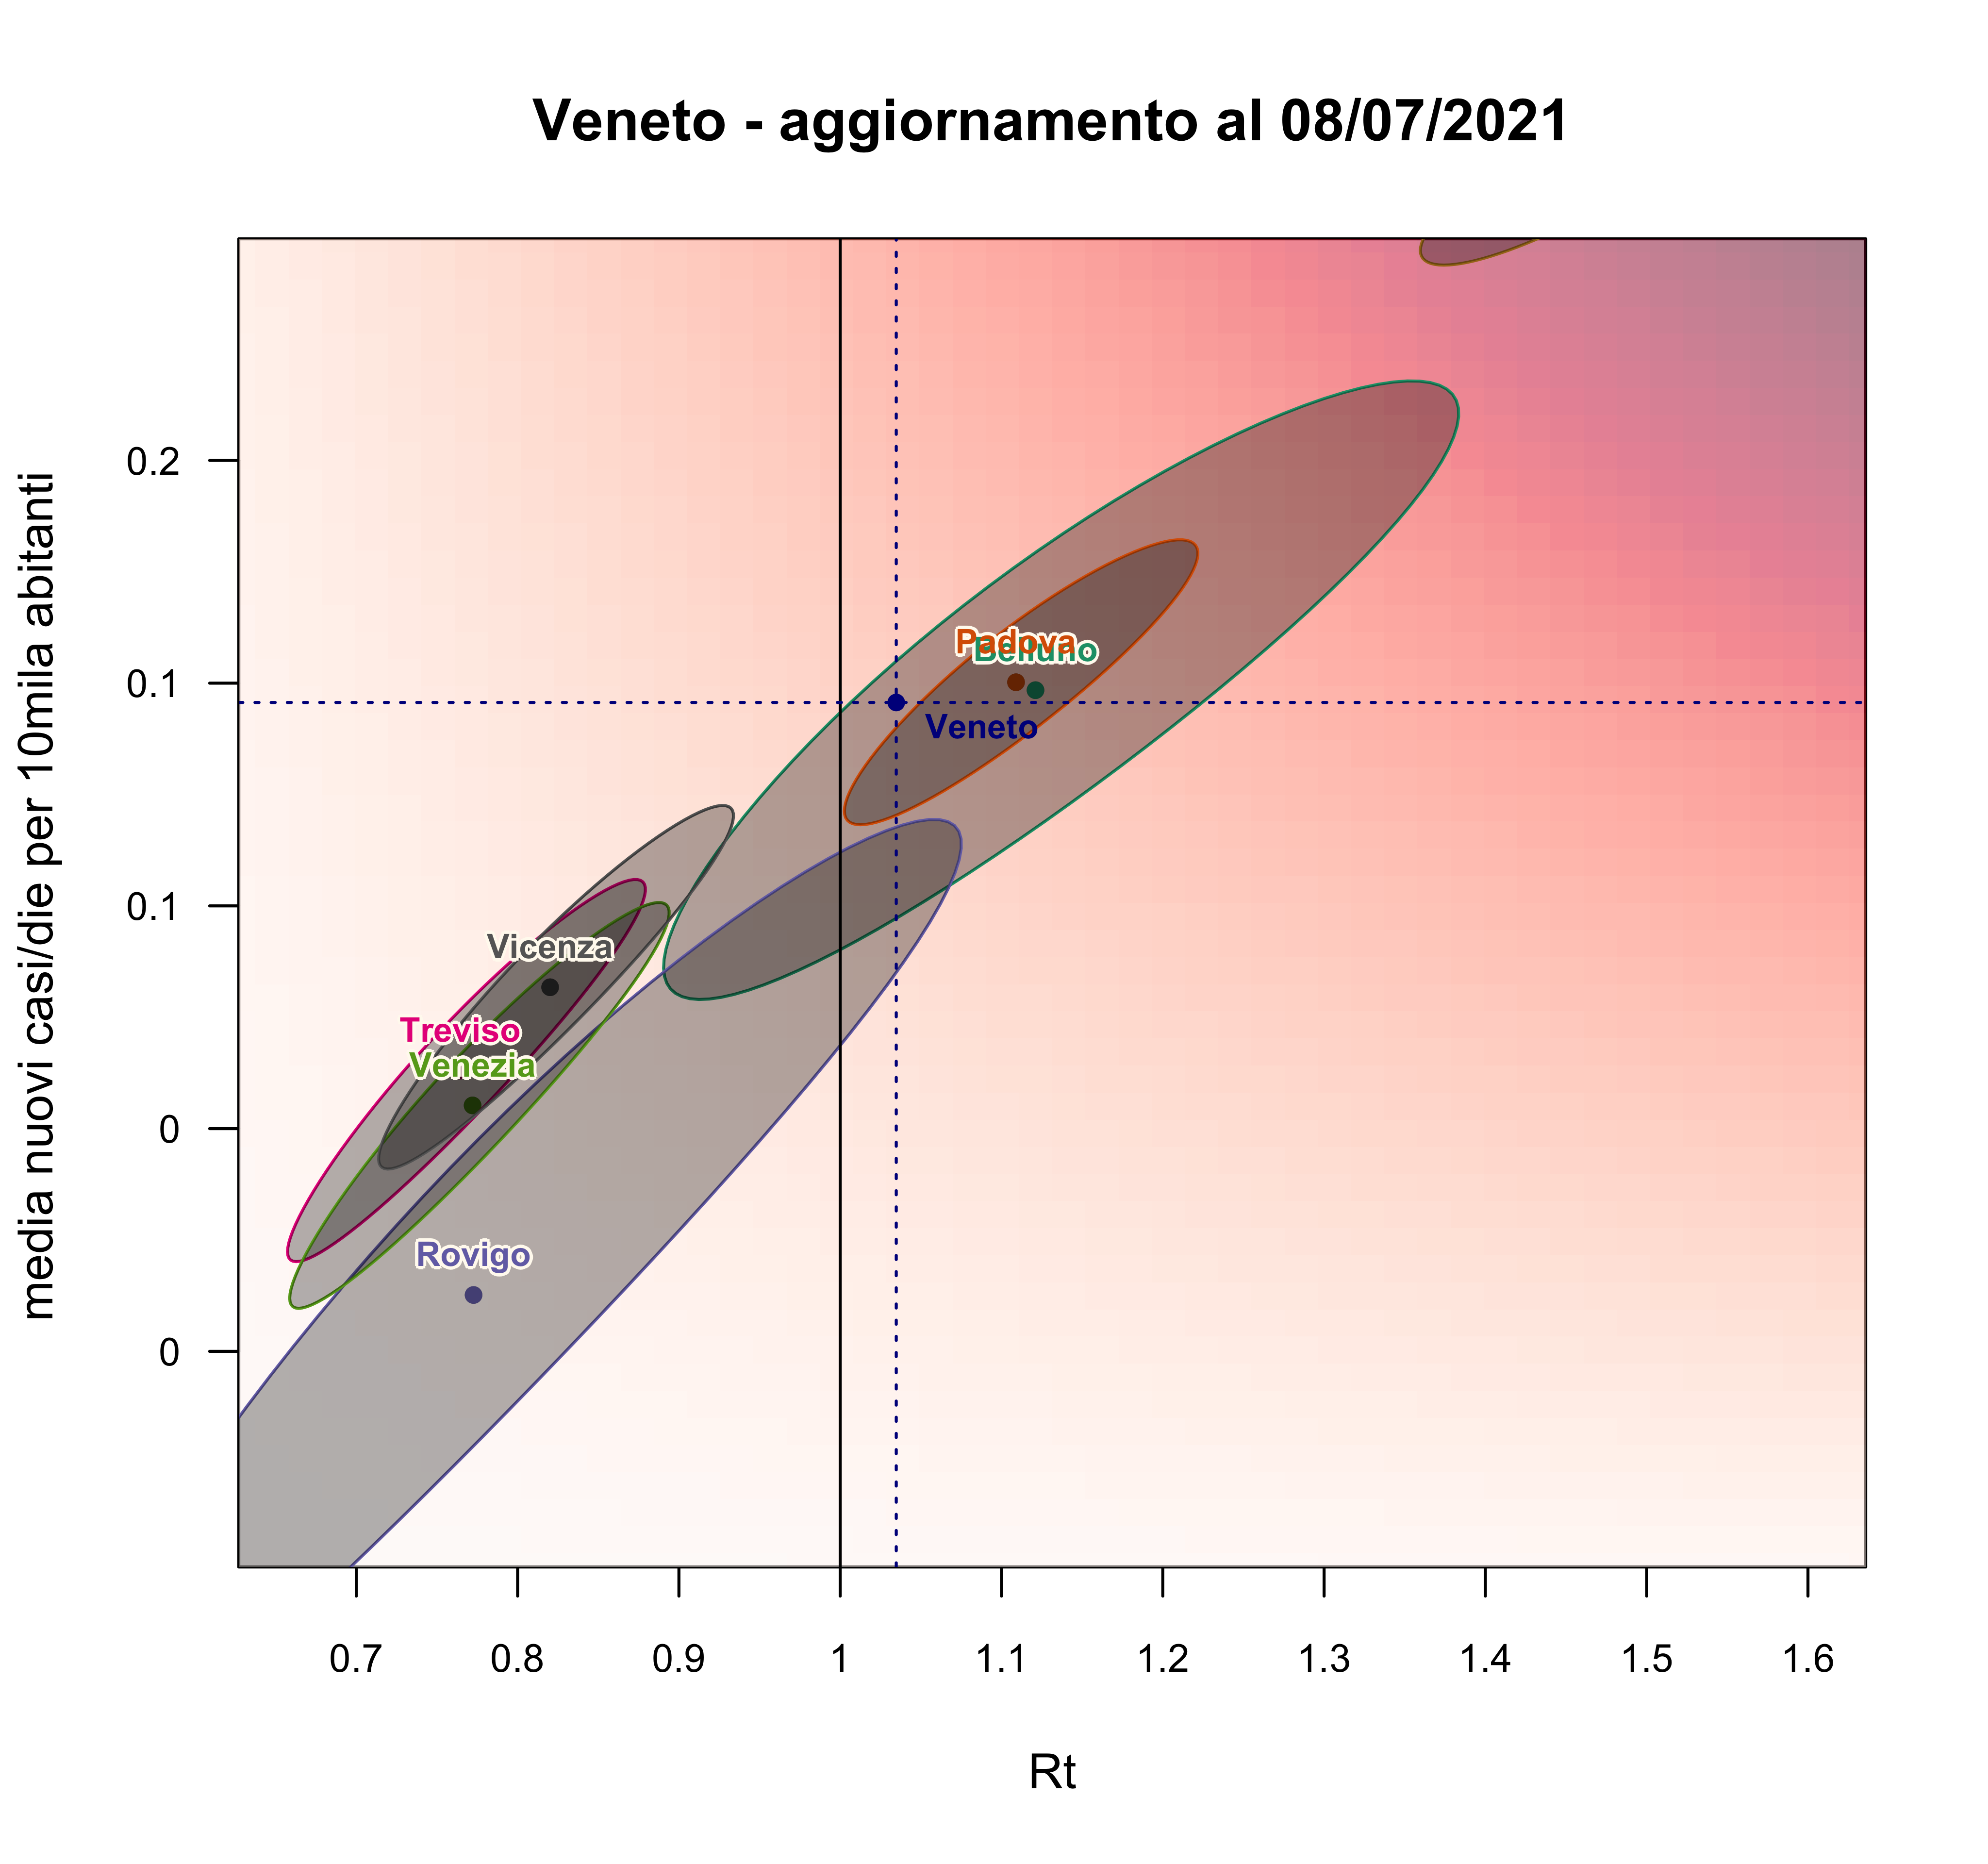 Veneto - aggiornamento al 08/07/2021
media nuovi casi/die per 10mila abitanti
0.2
0.1
0.1
0
0
Padova
Belluno
Veneto
Vicenza
Treviso
Venezia
Rovigo
0.7 0.8 0.9 1 1.1 1.2 1.3 1.4 1.5 1.6
Rt